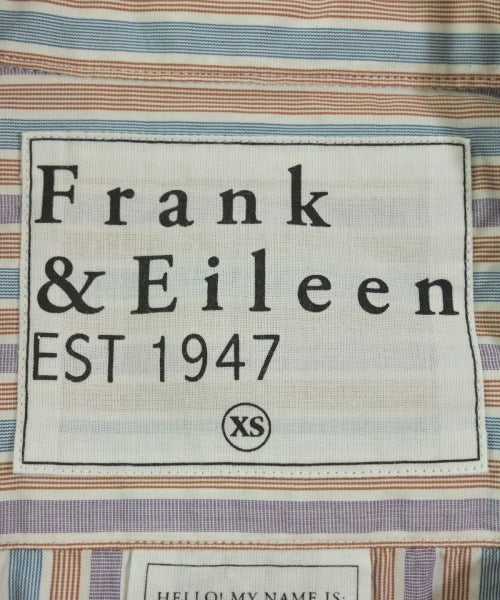 Frank
& Eileen
EST 1947
XS
HELLO! MY NAME IS: